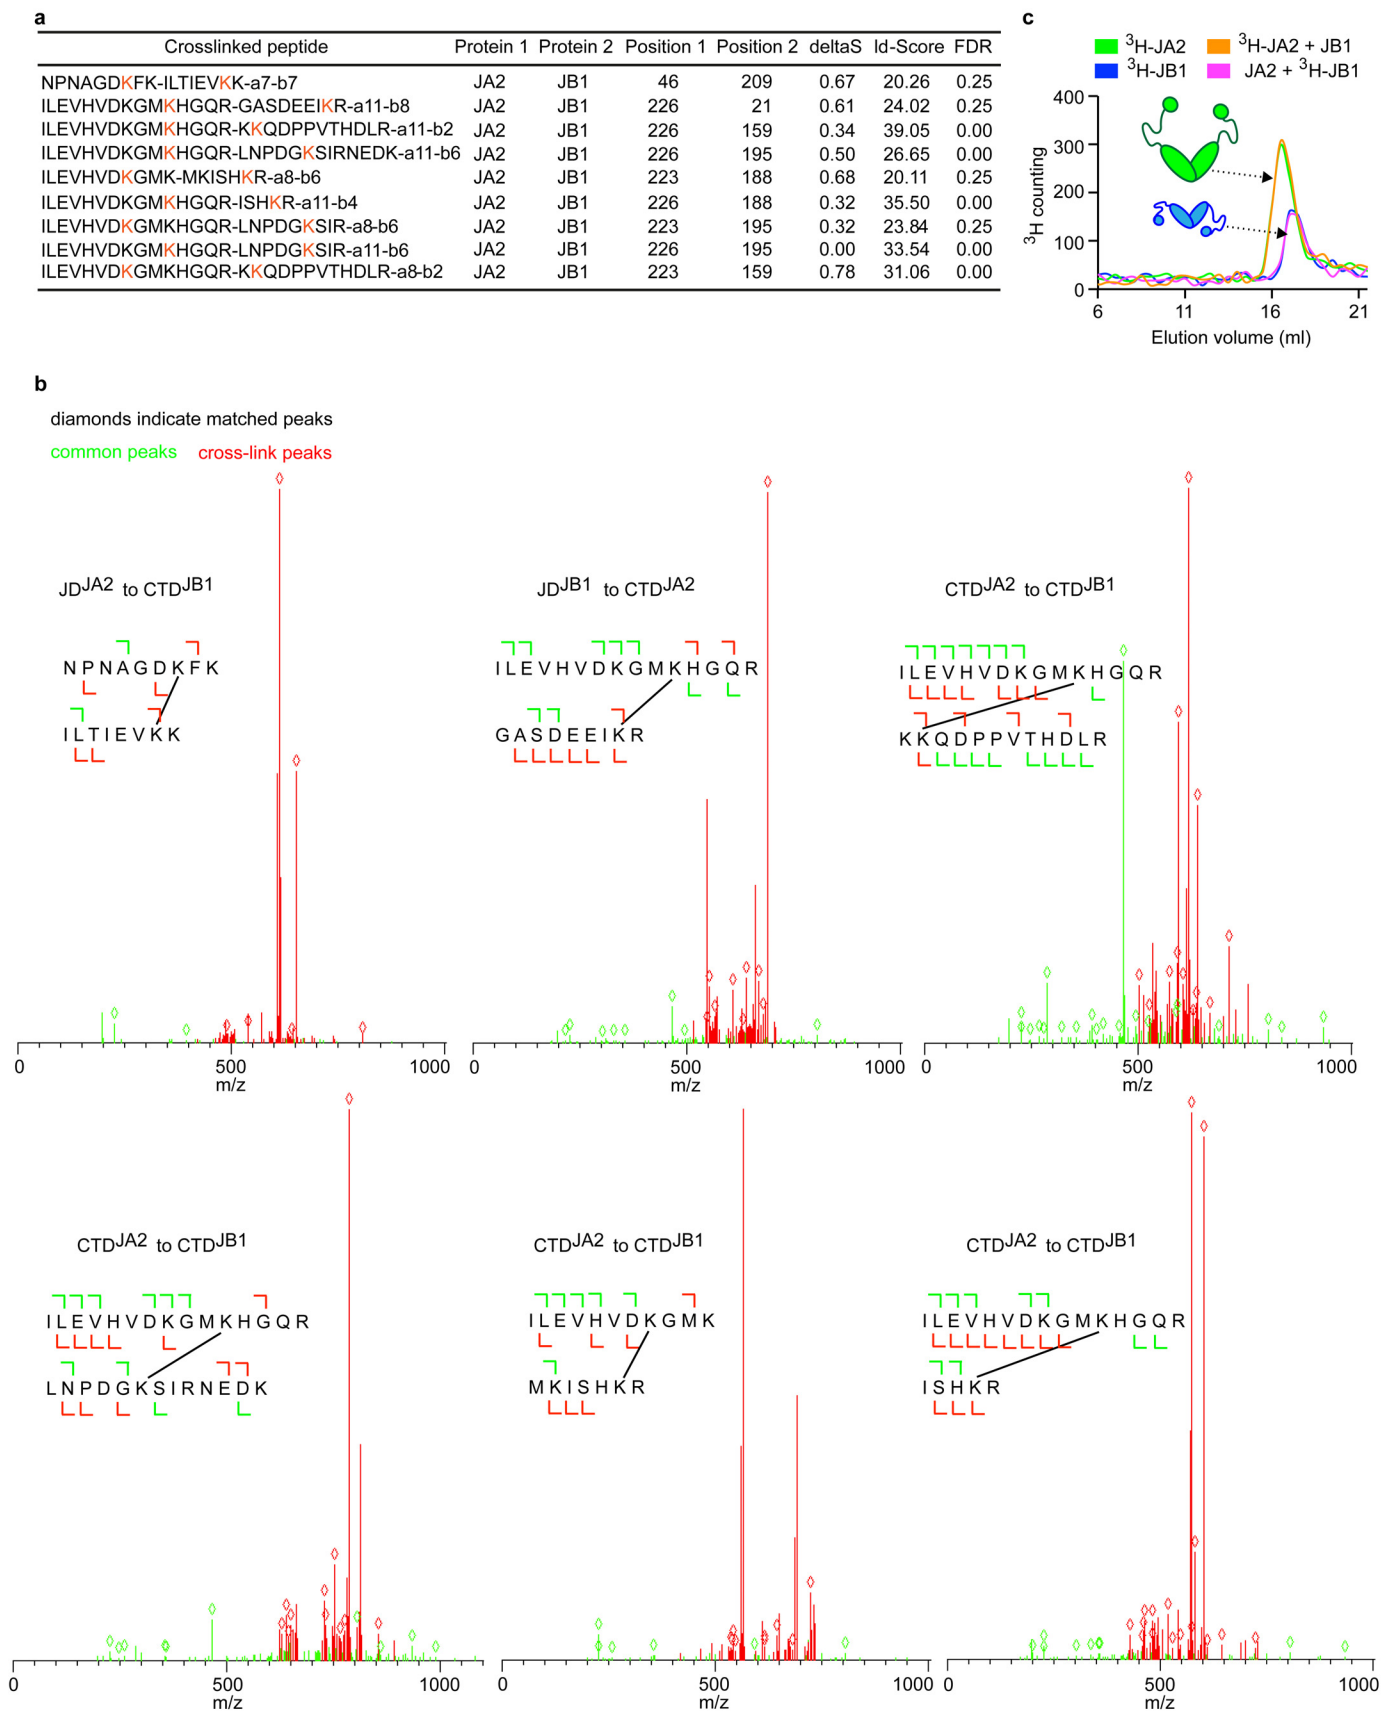 a
Crosslinked peptide Protein 1 Protein 2 Position 1 Position 2 deltaS Id-Score FDR
NPNAGDKFK-ILTIEVKK-a7-b7 JA2 JB1 46 209 0.67 20.26 0.25
ILEVHVDKGMKHGQR-GASDEEIKR-a11-b8 JA2 JB1 226 21 0.61 24.02 0.25
ILEVHVDKGMKHGQR-KKQDPPVTHDLR-a11-b2 JA2 JB1 226 159 0.34 39.05 0.00
ILEVHVDKGMKHGQR-LNPDGKSIRNEDK-a11-b6 JA2 JB1 226 195 0.50 26.65 0.00
ILEVHVDKGMK-MKISHKR-a8-b6 JA2 JB1 223 188 0.68 20.11 0.25
ILEVHVDKGMKHGQR-ISHKR-a11-b4 JA2 JB1 226 188 0.32 35.50 0.00
ILEVHVDKGMKHGQR-LNPDGKSIR-a8-b6 JA2 JB1 223 195 0.32 23.84 0.25
ILEVHVDKGMKHGQR-LNPDGKSIR-a11-b6 JA2 JB1 226 195 0.00 33.54 0.00
ILEVHVDKGMKHGQR-KKQDPPVTHDLR-a8-b2 JA2 JB1 223 159 0.78 31.06 0.00
c
3H-JA2 3H-JA2 + JB1
3H-JB1 JA2 + 3H-JB1
400
300
200
100
0
3H counting
6 11 16 21
Elution volume (ml)
b
diamonds indicate matched peaks
common peaks cross-link peaks
JDJA2 to CTDJB1
NPNAGDKFK
ILTIEVKK
0 500 1000
m/z
JDJB1 to CTDJA2
ILEVHVDKGMKHGQR
GASDEEIKR
0 500 1000
m/z
CTDJA2 to CTDJB1
ILEVHVDKGMKHGQR
KKQDPPVTHDLR
0 500 1000
m/z
CTDJA2 to CTDJB1
ILEVHVDKGMKHGQR
LNPDGKSIRNEDK
0 500 1000
m/z
CTDJA2 to CTDJB1
ILEVHVDKGMK
MKISHKR
0 500 1000
m/z
CTDJA2 to CTDJB1
ILEVHVDKGMKHGQR
ISHKR
0 500 1000
m/z